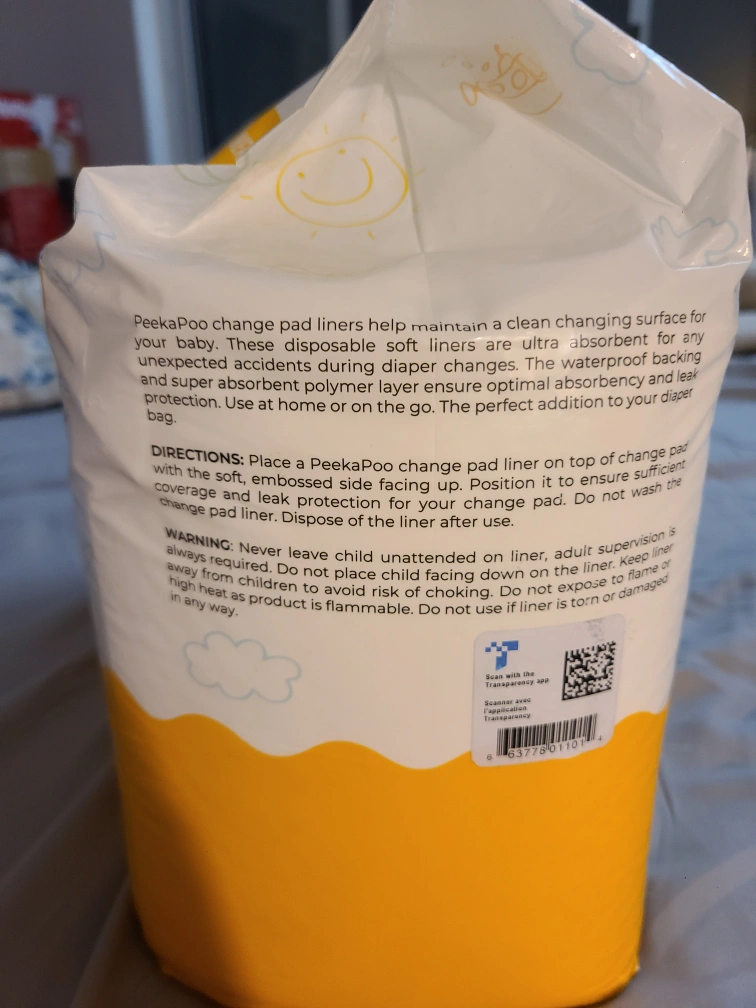 PeekaPoo change pad liners help maintain a clean changing surface for
your baby. These disposable soft liners are ultra absorbent for any
unexpected accidents during diaper changes. The waterproof backing
and super absorbent polymer layer ensure optimal absorbency and leak
protection. Use at home or on the go. The perfect addition to your diaper
bag.
DIRECTIONS: Place a PeekaPoo change pad liner on top of change pad
with the soft, embossed side facing up. Position it to ensure sufficient
coverage and leak protection for your change pad. Do not wash the
change pad liner. Dispose of the liner after use.
WARNING: Never leave child unattended on liner, adult supervision is
always required. Do not place child facing down on the liner. Keep liner
away from children to avoid risk of choking. Do not expose to flame or
high heat as product is flammable. Do not use if liner is torn or damaged
in any way.
Scan with the
Transparency app
Scanner avec
l'application
Transparency
6 63778 01101 4